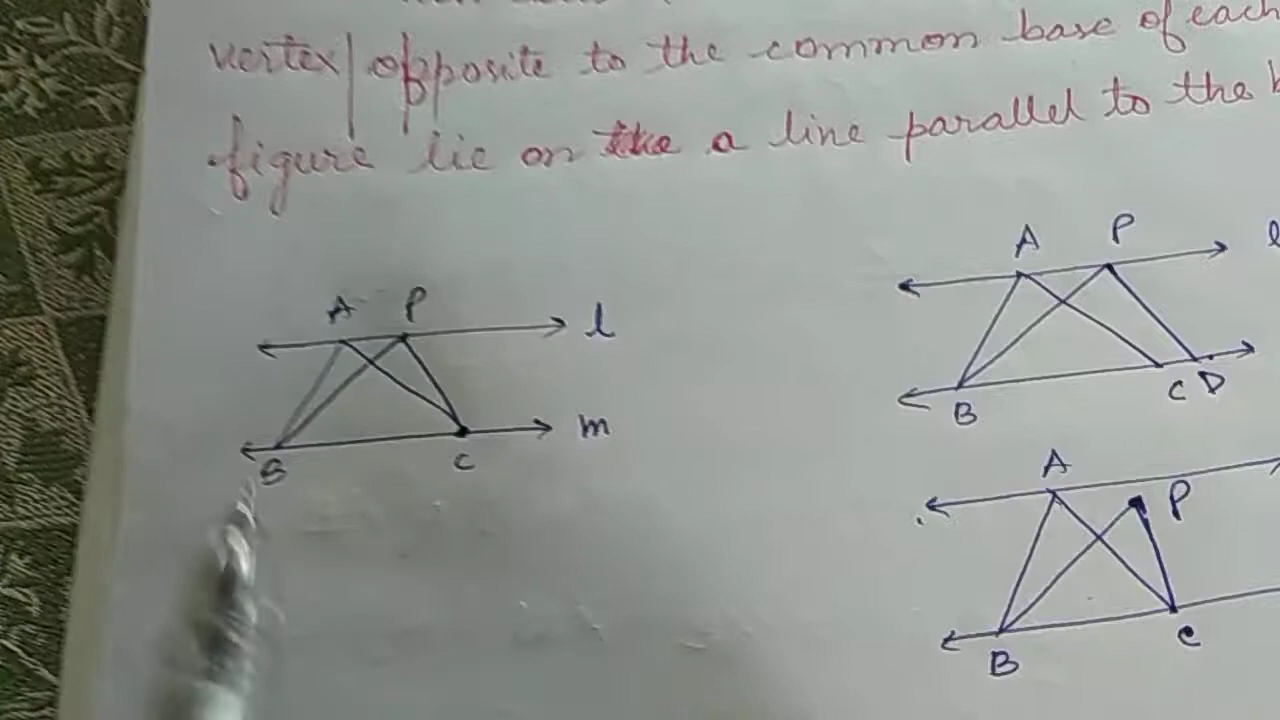 vertex opposite to the common base of each
figure lie on the a line parallel to the
A P l
B C m
A P
B C D
A P
B C